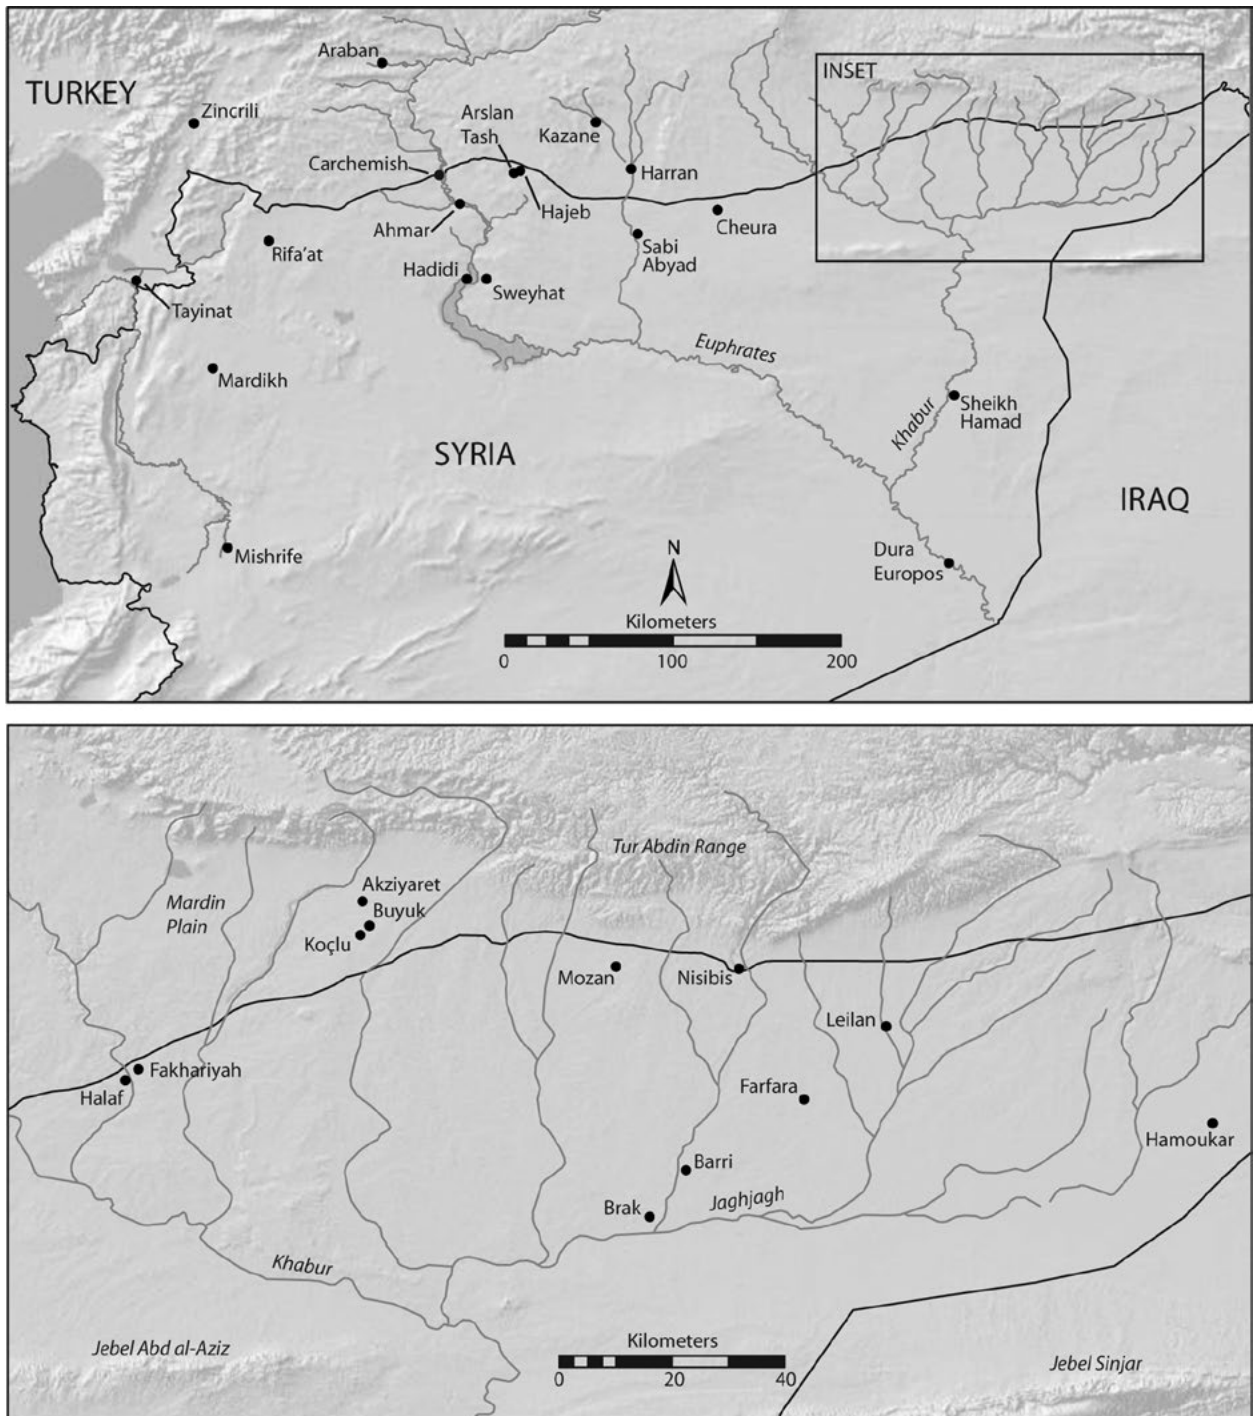 TURKEY
Araban
INSET
Zincrili
Arslan
Tash
Kazane
Carchemish
Harran
Hajeb
Ahmar
Cheura
Rifa'at
Sabi
Abyad
Hadidi
Sweyhat
Tayinat
Euphrates
Mardikh
Khabur
Sheikh
Hamad
SYRIA
IRAQ
Mishrife
N
Dura
Europos
Kilometers
0 100 200
Tur Abdin Range
Mardin
Plain
Akziyaret
Buyuk
Koçlu
Mozan
Nisibis
Leilan
Fakhariyah
Halaf
Farfara
Hamoukar
Barri
Brak
Jaghjagh
Khabur
Jebel Abd al-Aziz
Kilometers
0 20 40
Jebel Sinjar